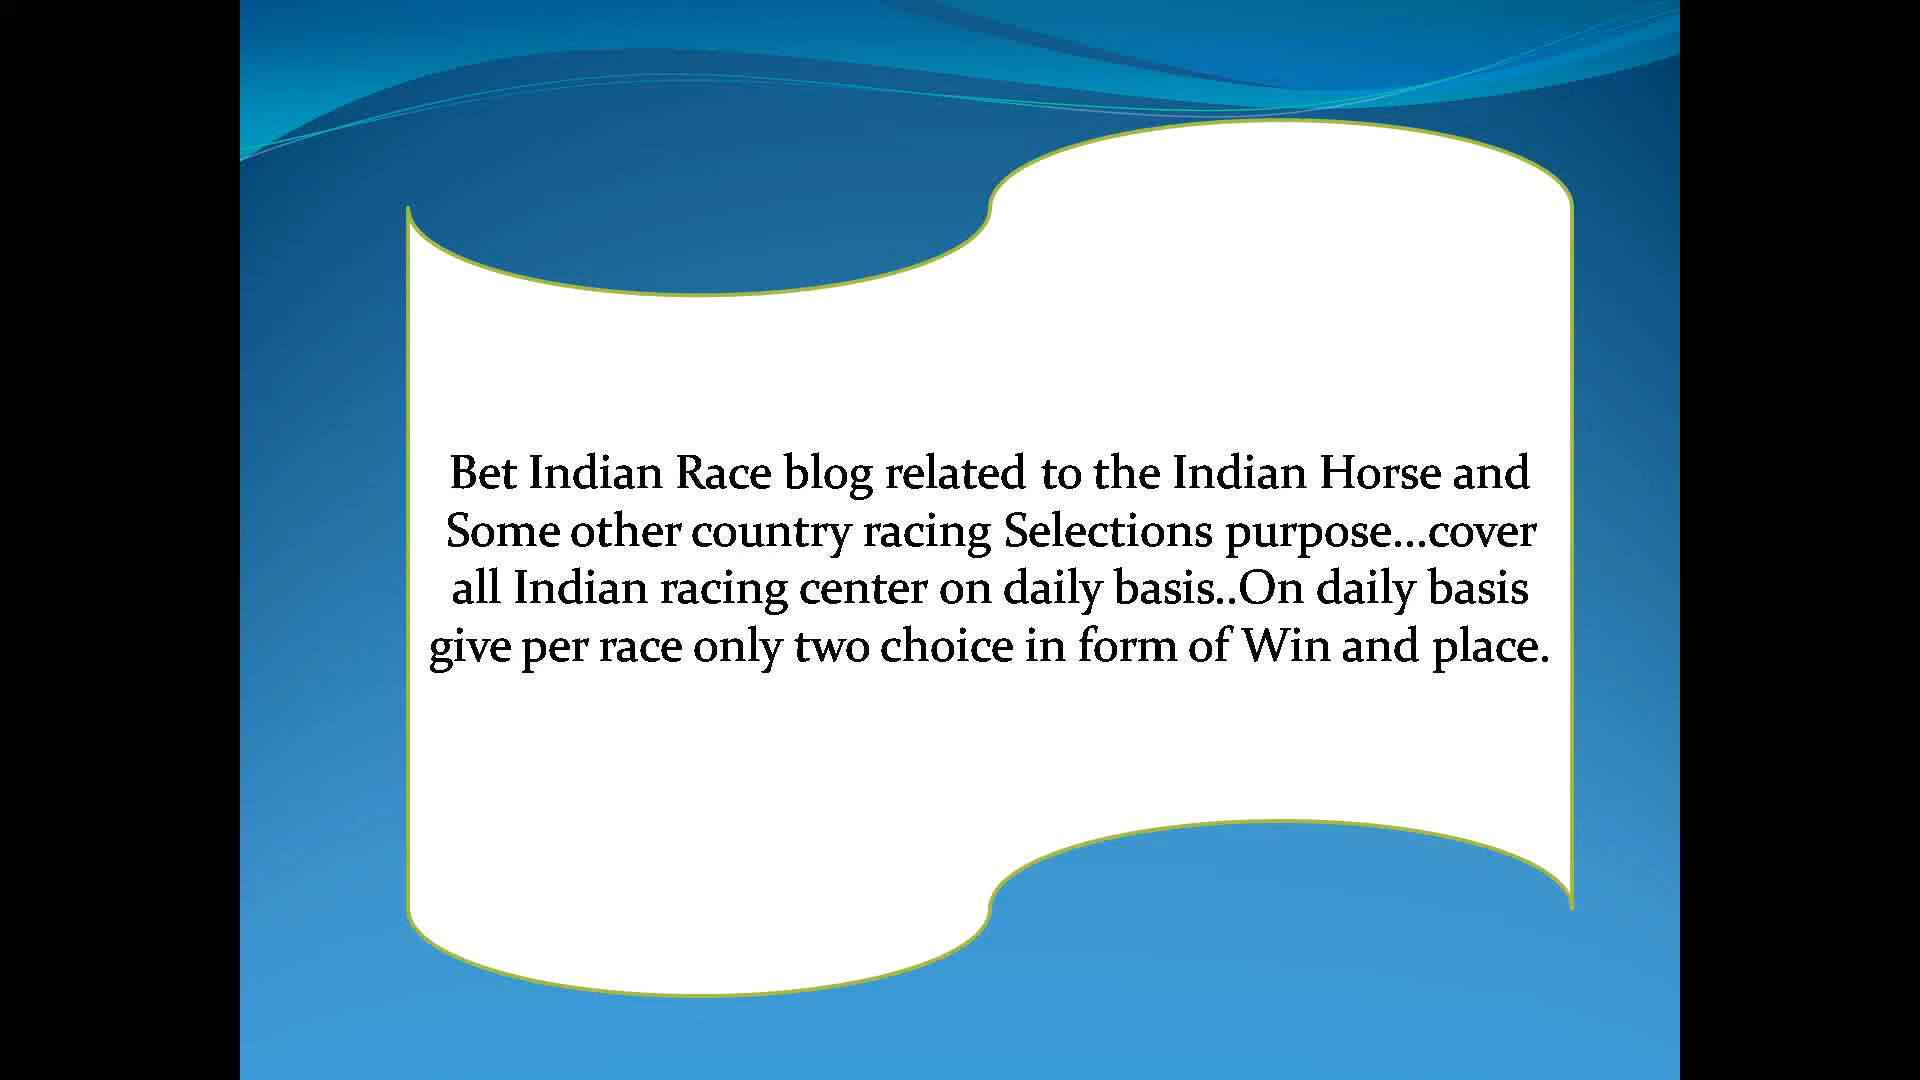 Bet Indian Race blog related to the Indian Horse and
Some other country racing Selections purpose...cover
all Indian racing center on daily basis..On daily basis
give per race only two choice in form of Win and place.